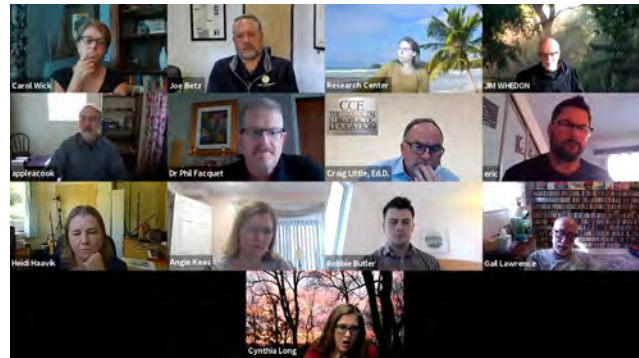 Carol Wick
Joe Betz
Research Center
JIM WHEDON
appleacook
Dr Phil Facquet
CCE
EDUCATION
Craig Little, Ed.D.
eric
Heidi Haavik
Angie Keas
Robbie Butler
Gail Lawrence
Cynthia Long